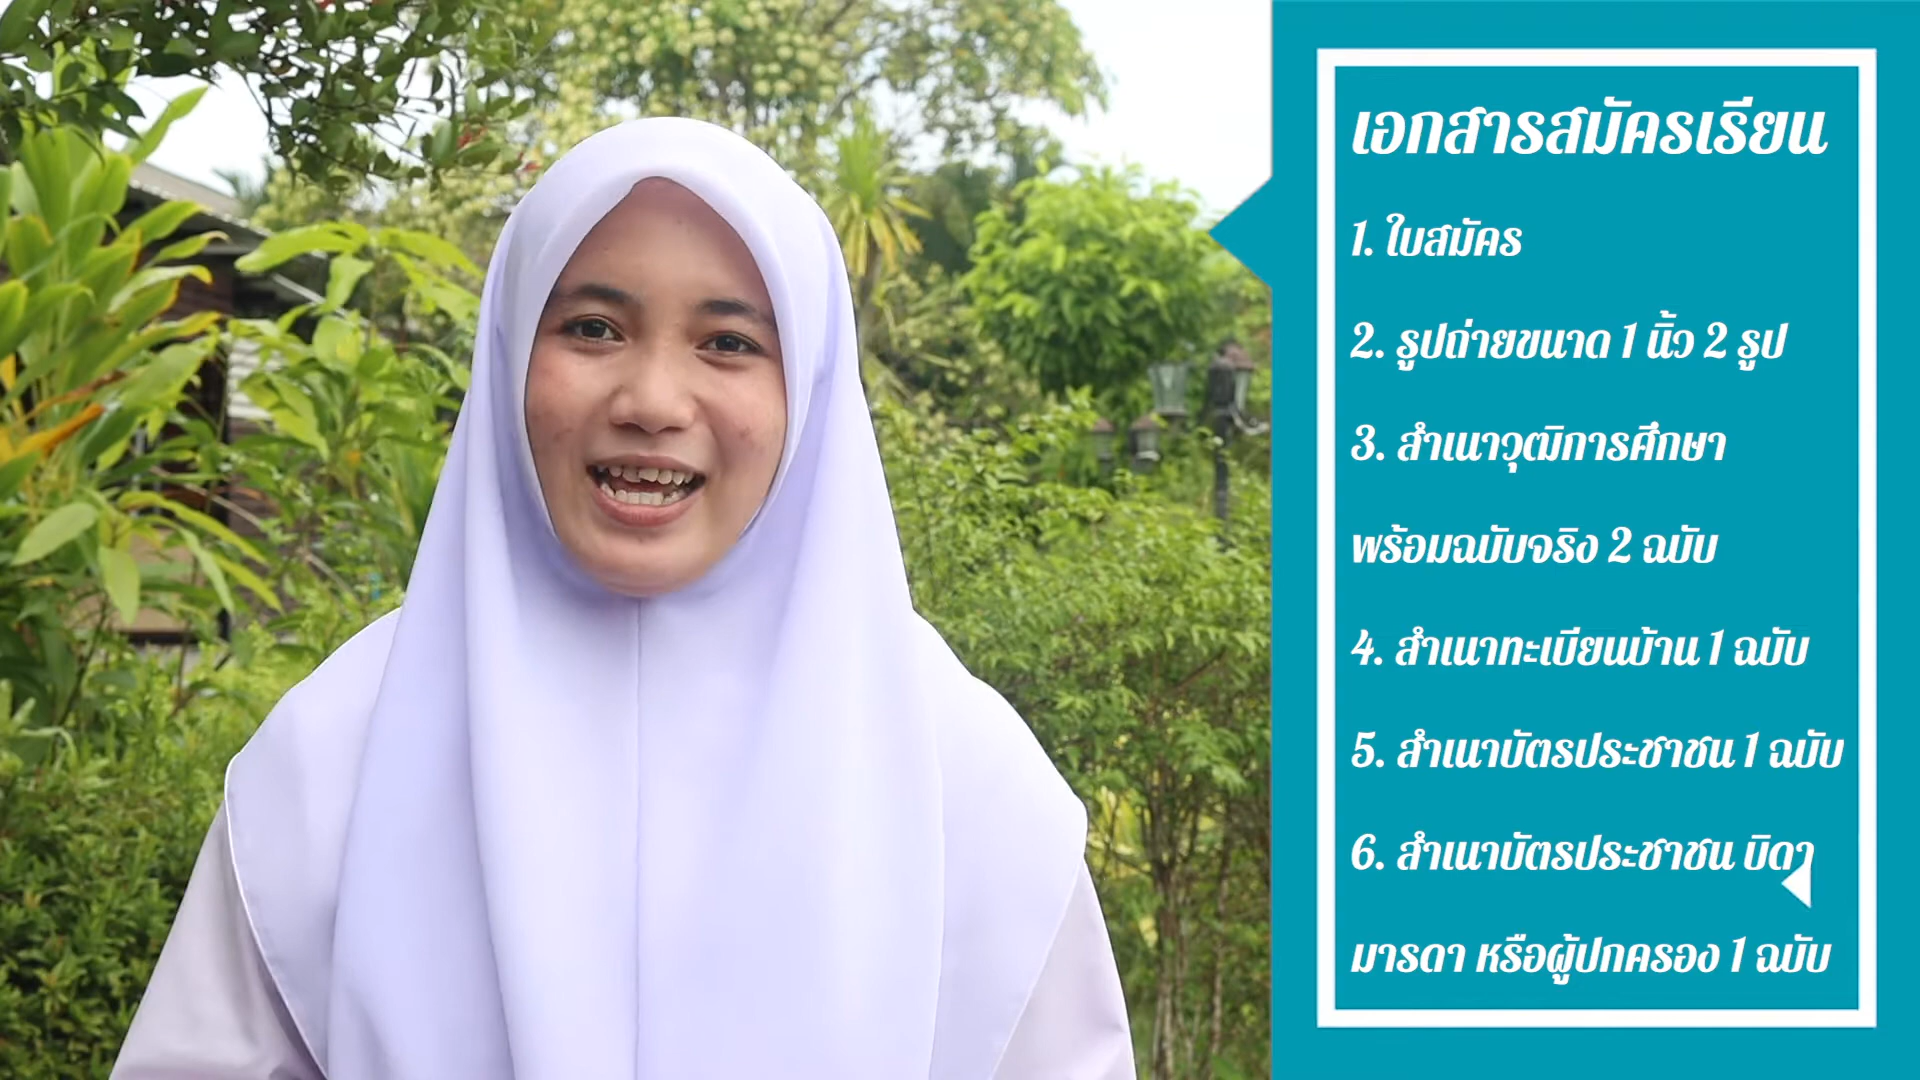 เอกสารสมัครเรียน
1. ใบสมัคร
2. รูปถ่ายขนาด 1 นิ้ว 2 รูป
3. สำเนาวุฒิการศึกษา
พร้อมฉบับจริง 2 ฉบับ
4. สำเนาทะเบียนบ้าน 1 ฉบับ
5. สำเนาบัตรประชาชน 1 ฉบับ
6. สำเนาบัตรประชาชน บิดา
มารดา หรือผู้ปกครอง 1 ฉบับ